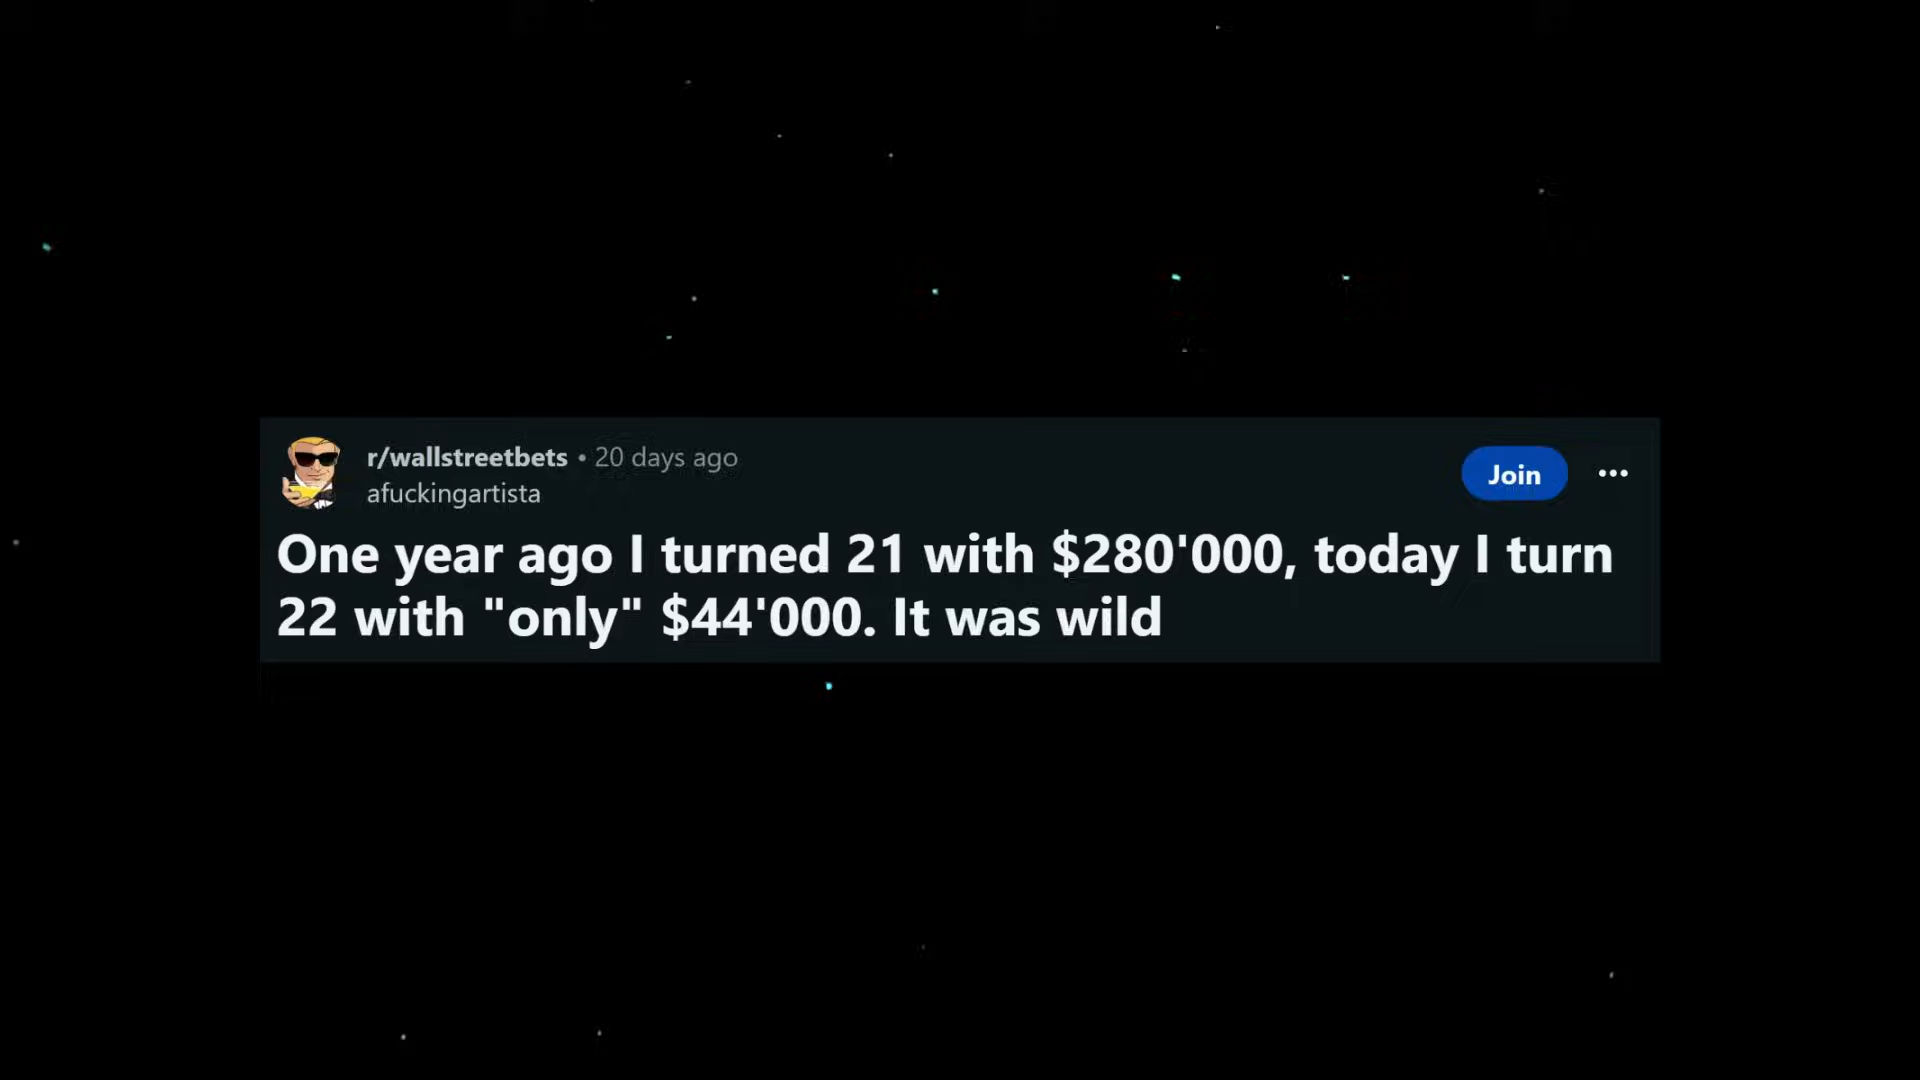 r/wallstreetbets • 20 days ago
afuckingartista
Join
One year ago I turned 21 with $280'000, today I turn
22 with "only" $44'000. It was wild